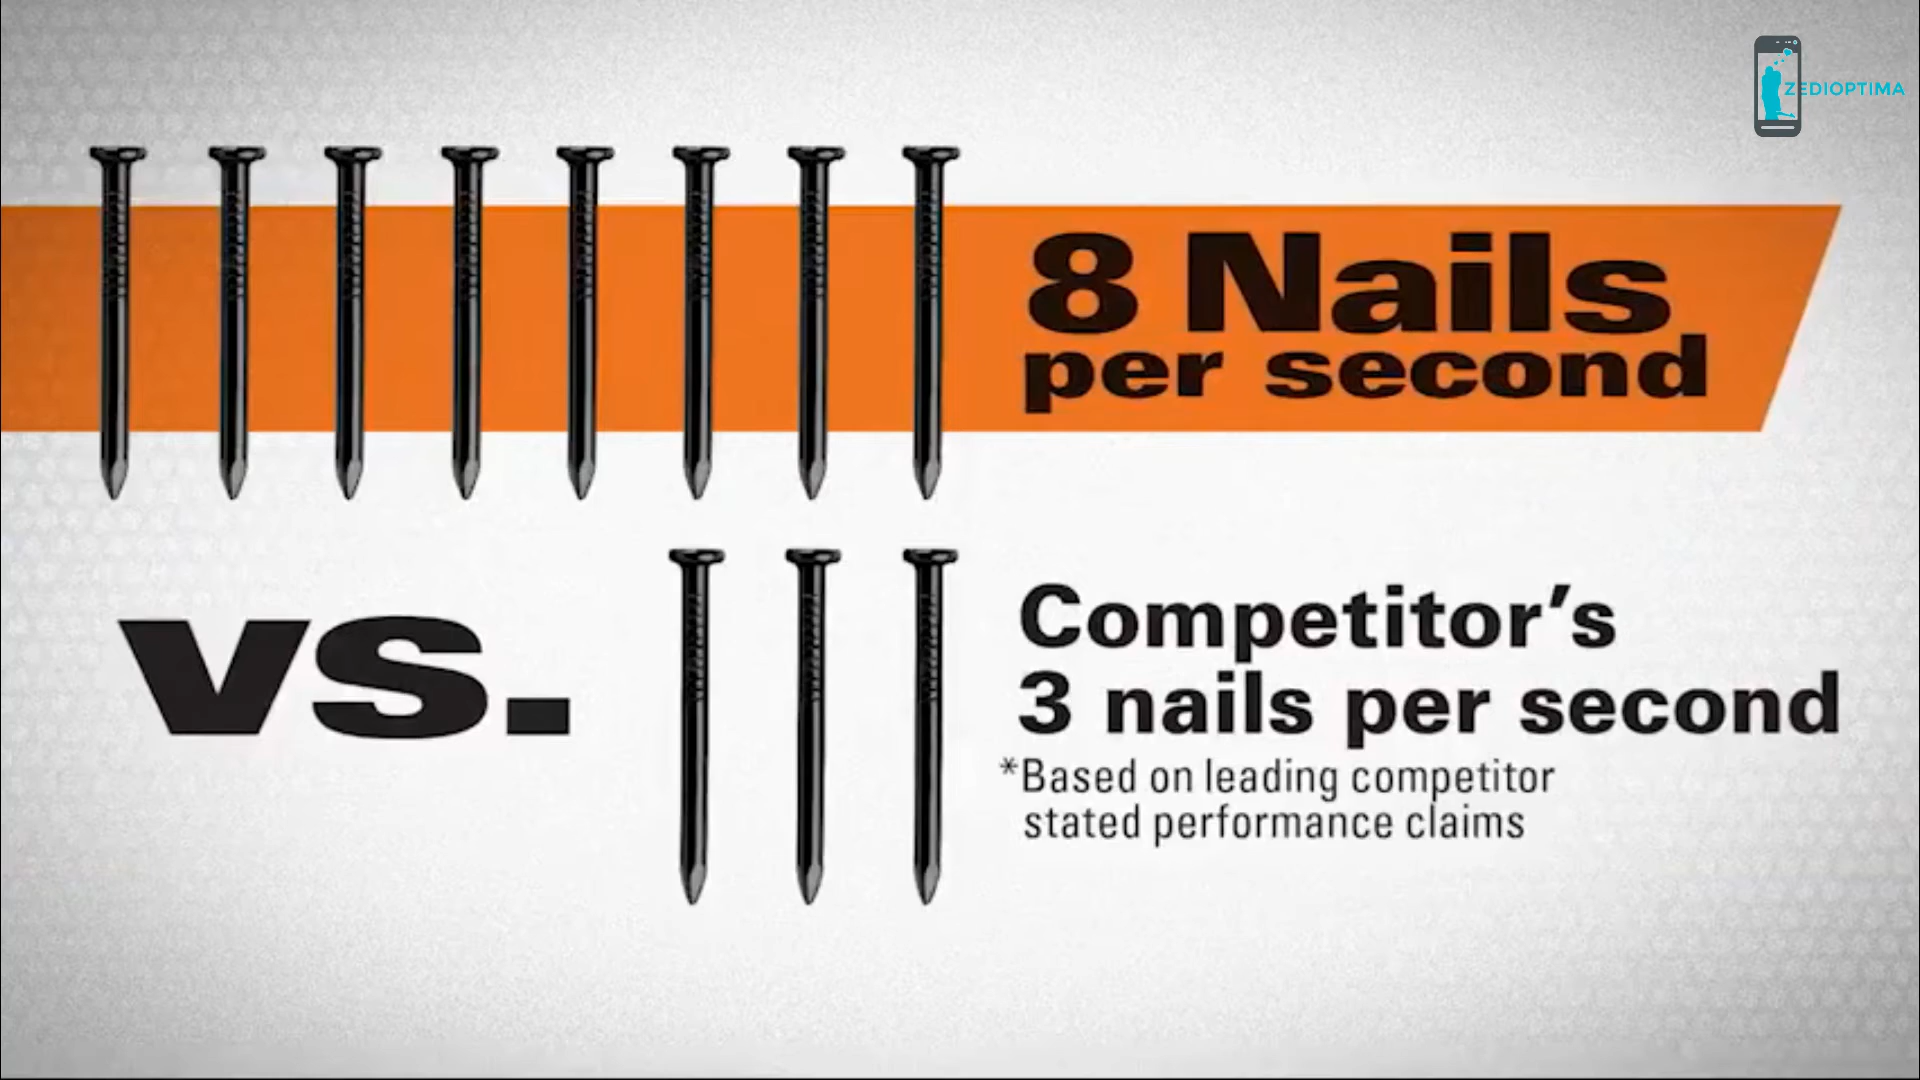 ZEDIOPTIMA
8 Nails
per second
vs.
Competitor's
3 nails per second
*Based on leading competitor
stated performance claims